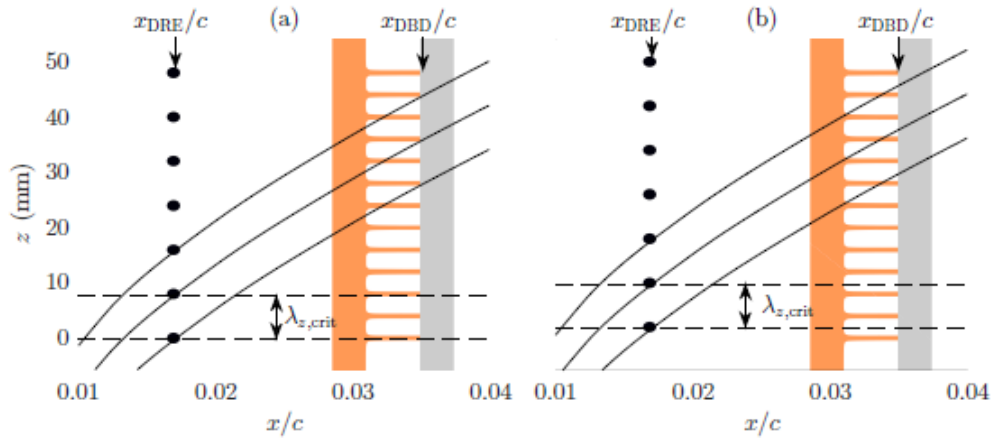 x_DRE/c (a) x_DBD/c x_DRE/c (b) x_DBD/c
50
40
30
20
10
0
z (mm)
λ_z,crit λ_z,crit
0.01 0.02 0.03 0.04 0.01 0.02 0.03 0.04
x/c x/c